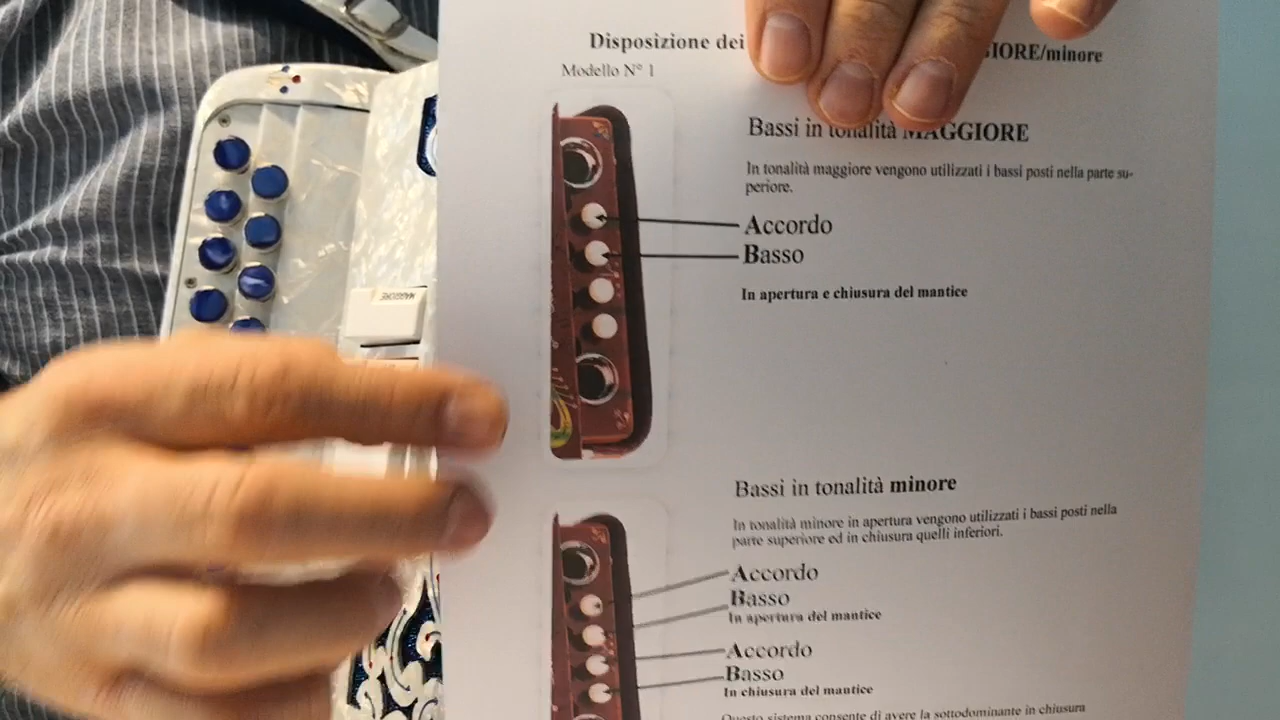 Disposizione dei
IORE/minore
Modello N° 1
Bassi in tonalità MAGGIORE
In tonalità maggiore vengono utilizzati i bassi posti nella parte su-
periore.
Accordo
Basso
In apertura e chiusura del mantice
MAGGIORE
Bassi in tonalità minore
In tonalità minore in apertura vengono utilizzati i bassi posti nella
parte superiore ed in chiusura quelli inferiori.
Accordo
Basso
In apertura del mantice
Accordo
Basso
In chiusura del mantice
Questo sistema consente di avere la sottodominante in chiusura